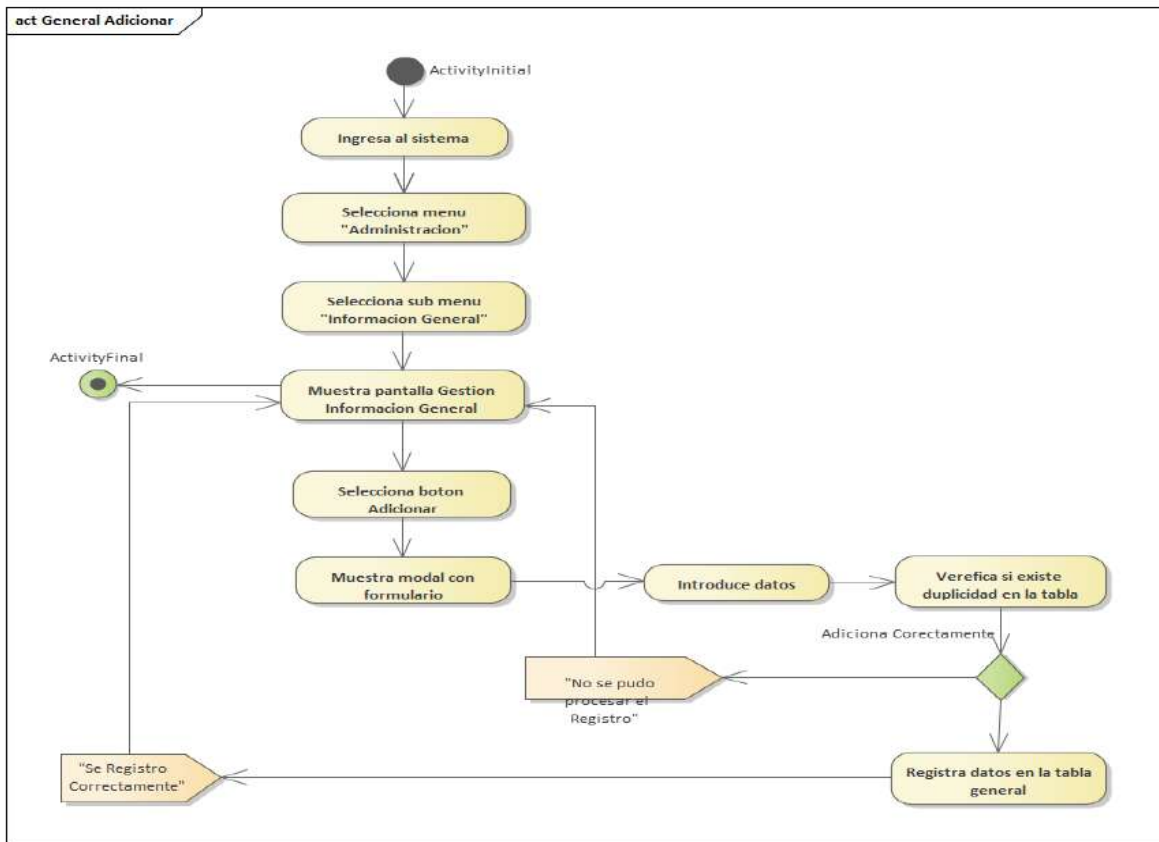 act General Adicionar
ActivityInitial
Ingresa al sistema
Selecciona menu
"Administracion"
Selecciona sub menu
"Informacion General"
ActivityFinal
Muestra pantalla Gestion
Informacion General
Selecciona boton
Adicionar
Muestra modal con
formulario
Introduce datos
Verefica si existe
duplicidad en la tabla
Adiciona Corectamente
"No se pudo
procesar el
Registro"
"Se Registro
Correctamente"
Registra datos en la tabla
general